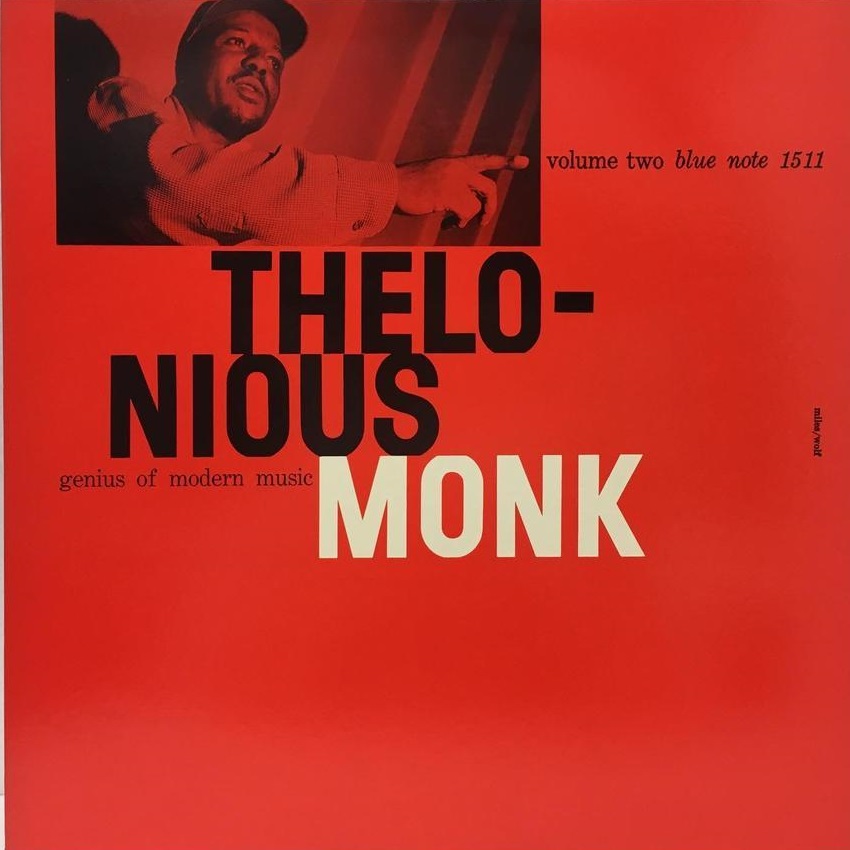 volume two blue note 1511
THELO-
NIOUS
genius of modern music
MONK
miles/wolf